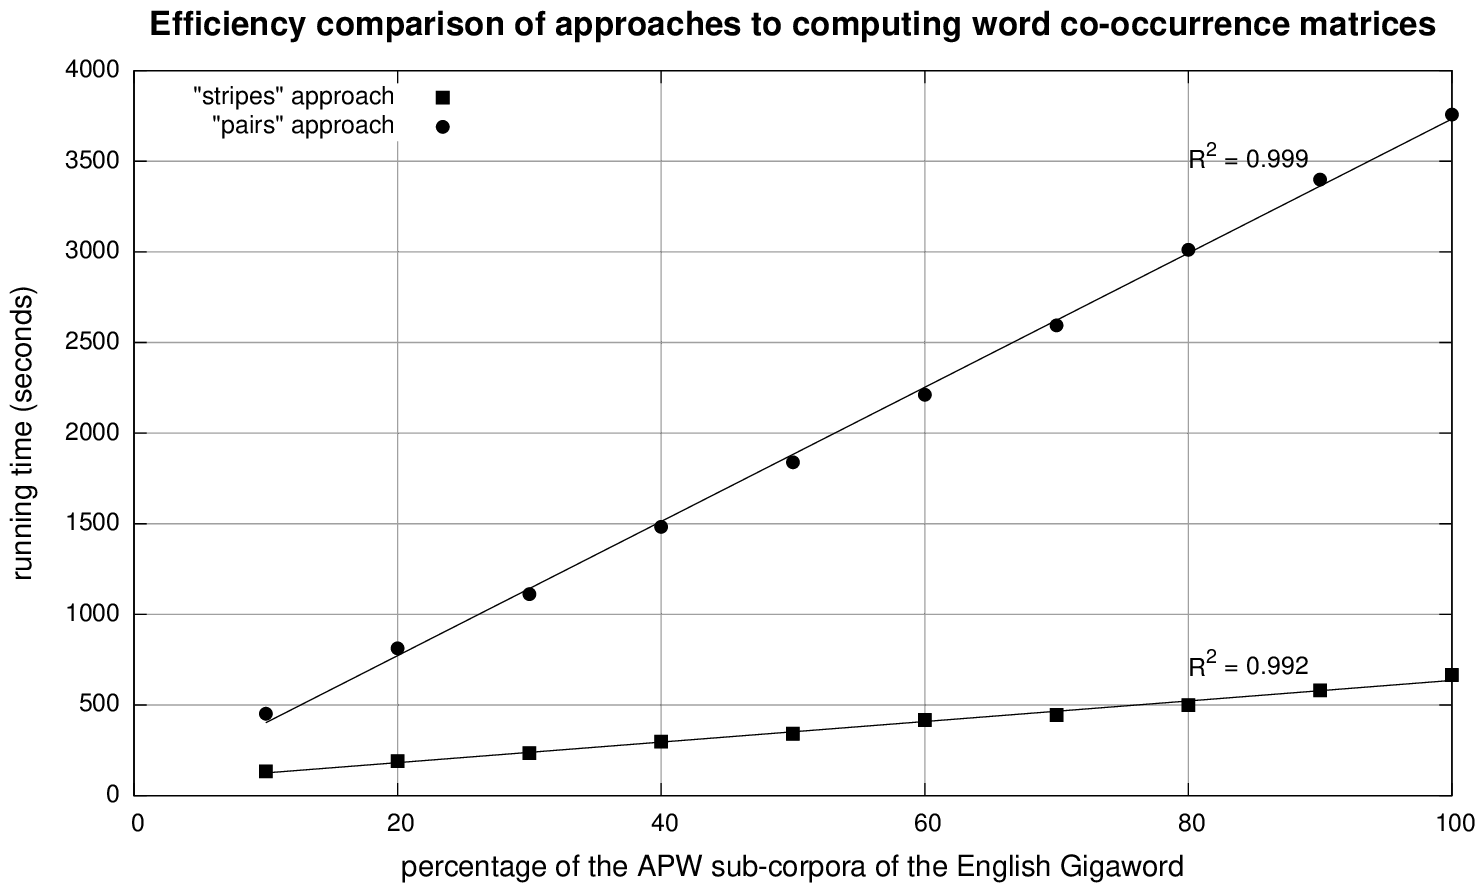 Efficiency comparison of approaches to computing word co-occurrence matrices
4000
3500
3000
2500
2000
1500
1000
500
0
running time (seconds)
"stripes" approach
"pairs" approach
R² = 0.999
R² = 0.992
0 20 40 60 80 100
percentage of the APW sub-corpora of the English Gigaword